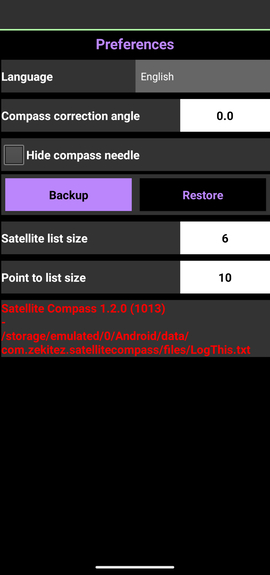 Preferences
Language English
Compass correction angle 0.0
Hide compass needle
Backup Restore
Satellite list size 6
Point to list size 10
Satellite Compass 1.2.0 (1013)
-
/storage/emulated/0/Android/data/
com.zekitez.satellitecompass/files/LogThis.txt